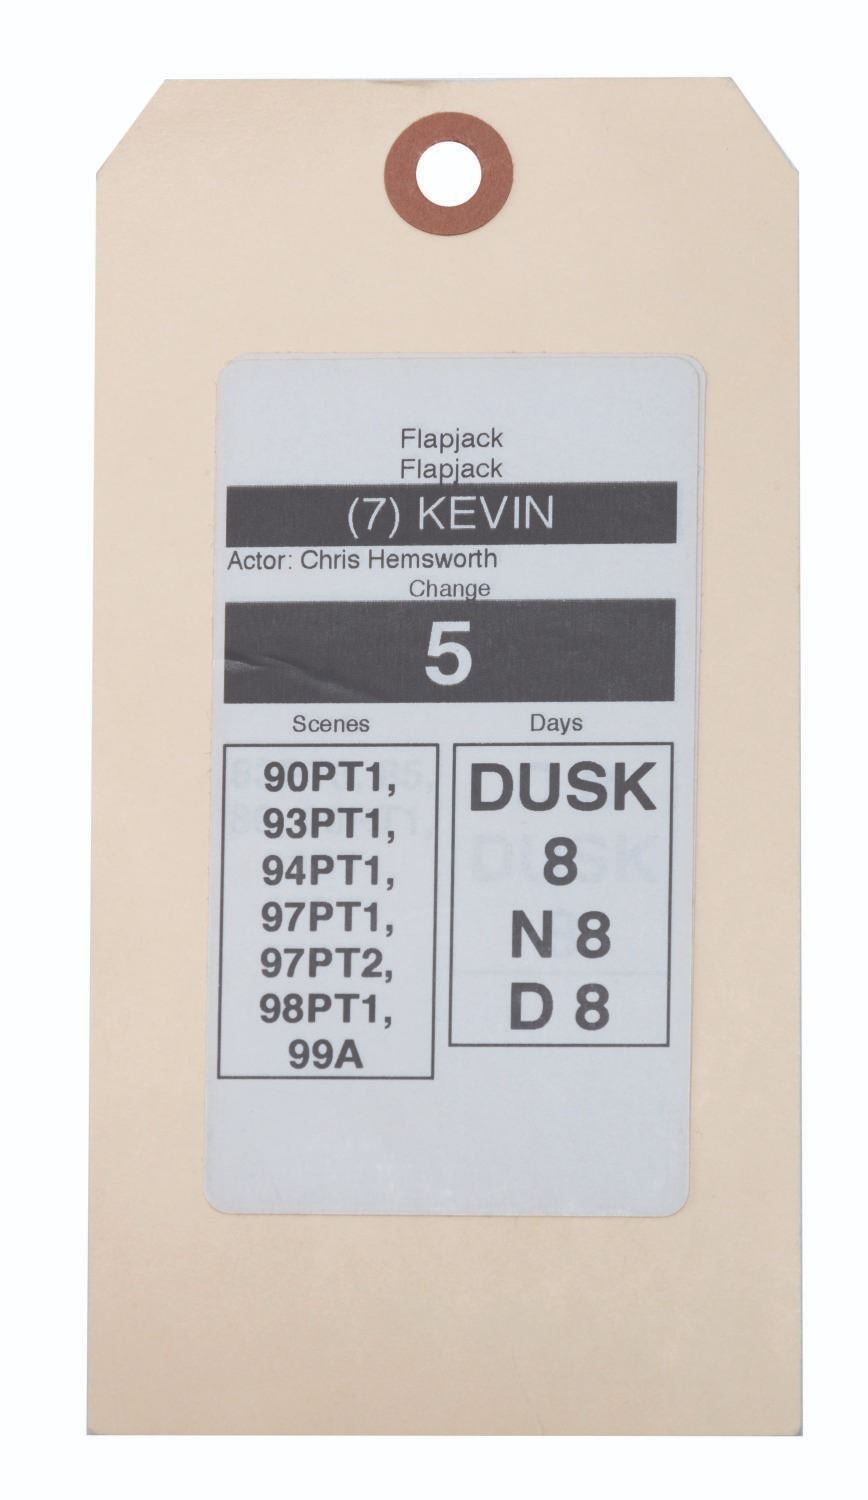 Flapjack
Flapjack
(7) KEVIN
Actor: Chris Hemsworth
Change
5
Scenes
Days
90PT1,
93PT1,
94PT1,
97PT1,
97PT2,
98PT1,
99A
DUSK
8
N 8
D 8